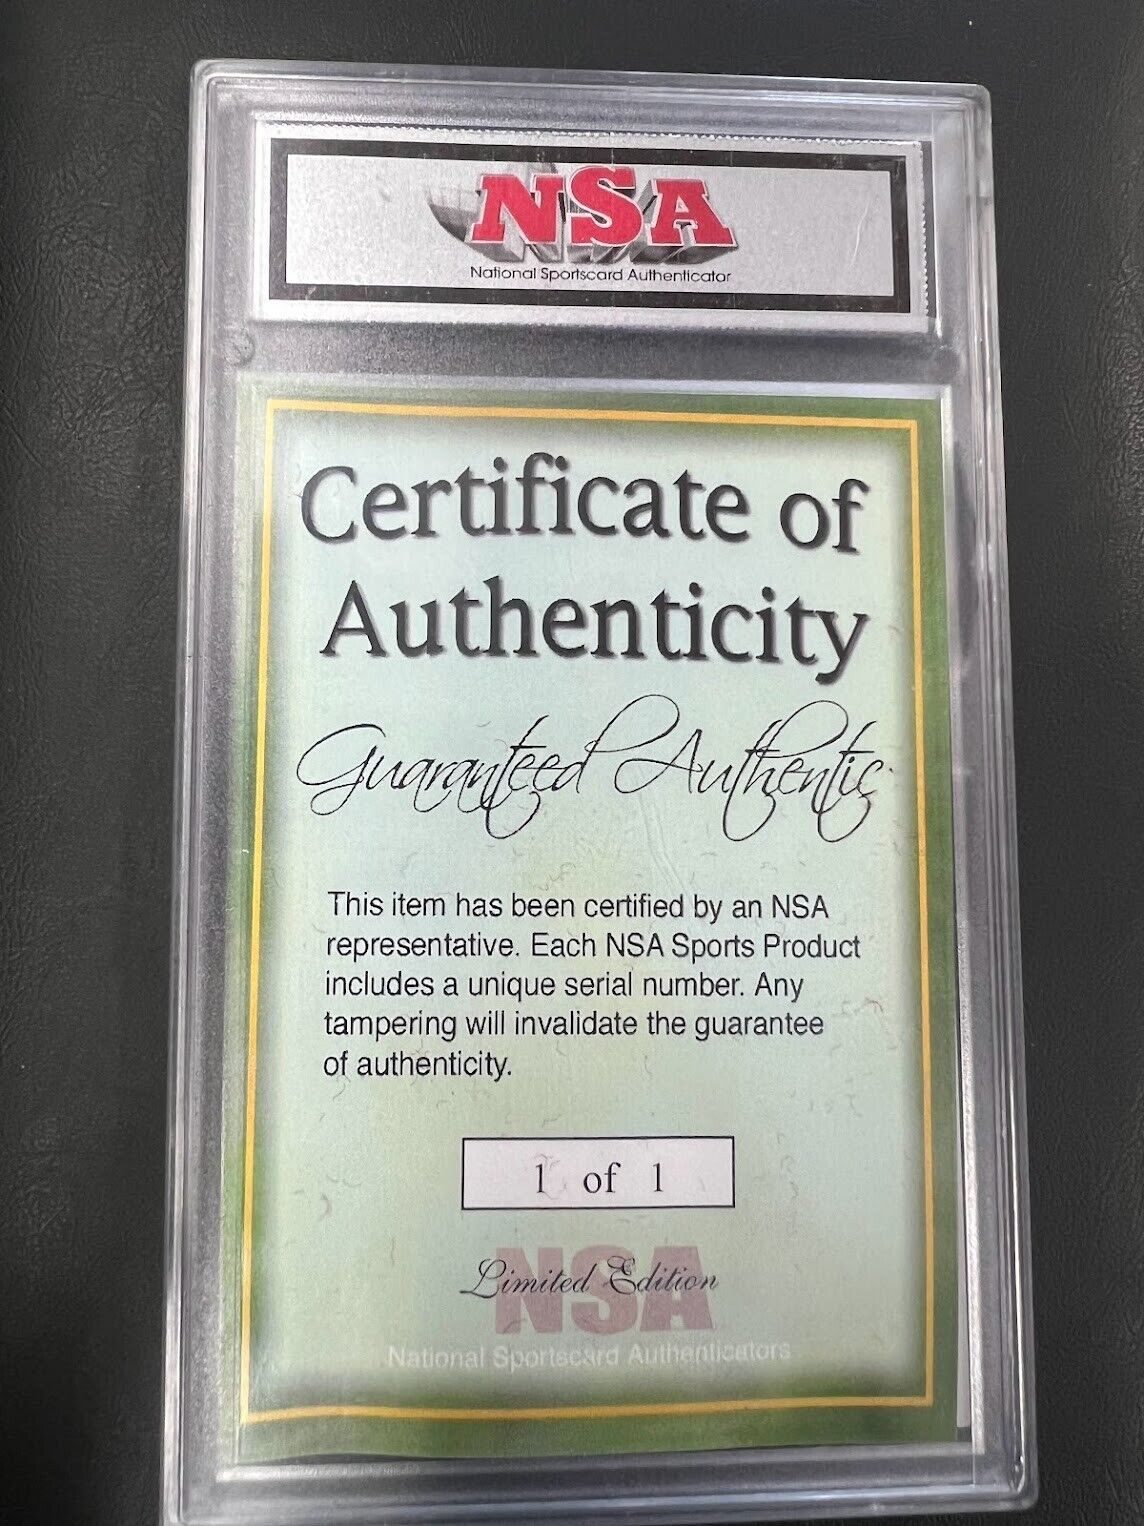 NSA
National Sportscard Authenticator
Certificate of
Authenticity
Guaranteed Authentic
This item has been certified by an NSA
representative. Each NSA Sports Product
includes a unique serial number. Any
tampering will invalidate the guarantee
of authenticity.
1 of 1
NSA
Limited Edition
National Sportscard Authenticators